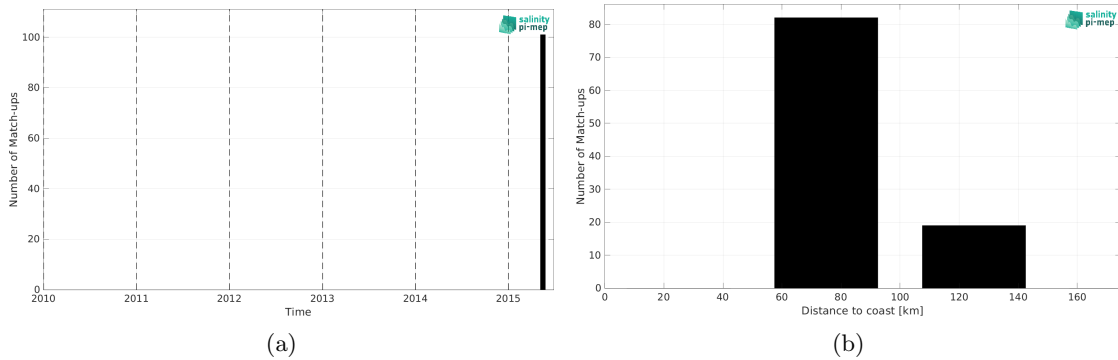 salinity
pi-mep
Number of Match-ups
100
80
60
40
20
0
2010 2011 2012 2013 2014 2015
Time
(a)
salinity
pi-mep
Number of Match-ups
80
70
60
50
40
30
20
10
0
0 20 40 60 80 100 120 140 160
Distance to coast [km]
(b)